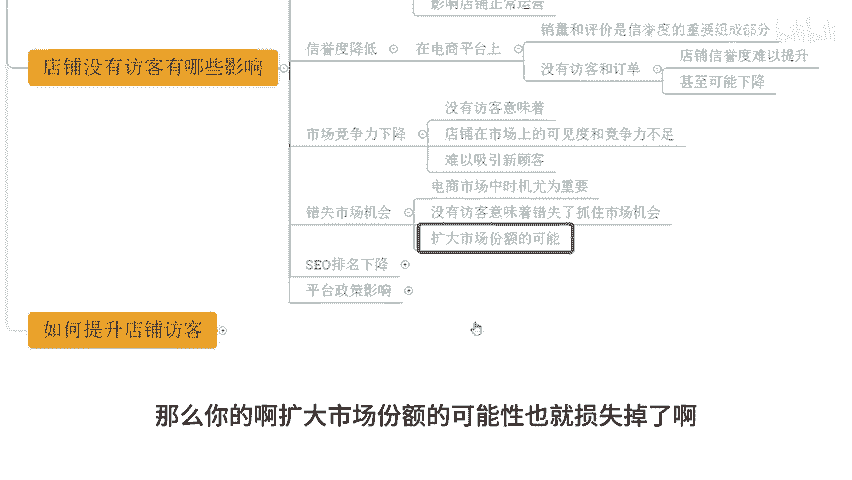 影响店铺正常运营
店铺没有访客有哪些影响
信誉度降低
在电商平台上
销量和评价是信誉度的重要组成部分
没有访客和订单
店铺信誉度难以提升
甚至可能下降
市场竞争力下降
没有访客意味着
店铺在市场上的可见度和竞争力不足
难以吸引新顾客
错失市场机会
电商市场中时机尤为重要
没有访客意味着错失了抓住市场机会
扩大市场份额的可能
SEO排名下降
平台政策影响
如何提升店铺访客
那么你的啊扩大市场份额的可能性也就损失掉了啊